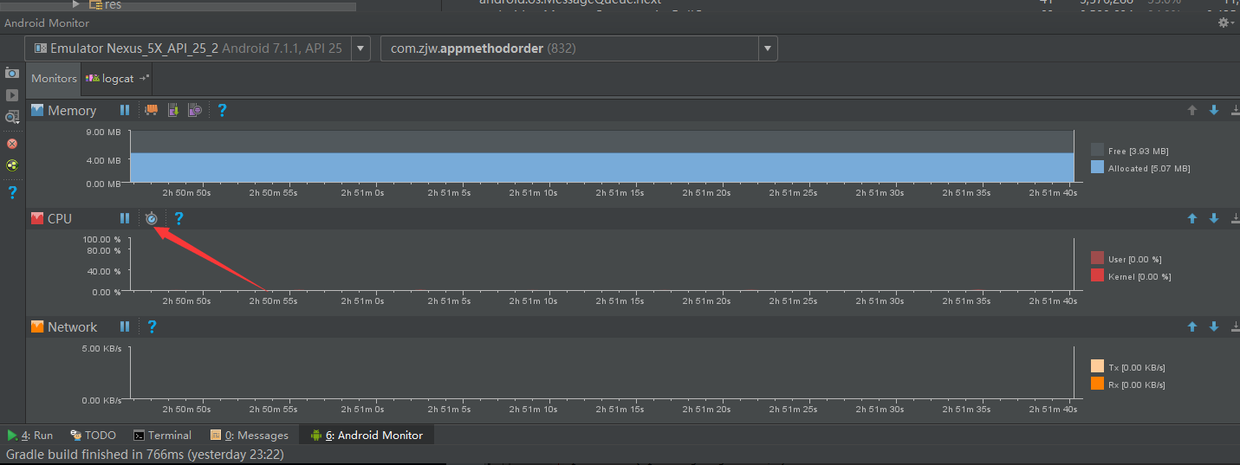 res
android.os.MessageQueue.next
Android Monitor
Emulator Nexus_5X_API_25_2 Android 7.1.1, API 25
com.zjw.appmethodorder (832)
Monitors
logcat
Memory
?
9.00 MB
4.00 MB
0.00 MB
Free [3.93 MB]
Allocated [5.07 MB]
2h 50m 50s 2h 50m 55s 2h 51m 0s 2h 51m 5s 2h 51m 10s 2h 51m 15s 2h 51m 20s 2h 51m 25s 2h 51m 30s 2h 51m 35s 2h 51m 40s
CPU
?
100.00 %
80.00 %
40.00 %
0.00 %
User [0.00 %]
Kernel [0.00 %]
2h 50m 50s 2h 50m 55s 2h 51m 0s 2h 51m 5s 2h 51m 10s 2h 51m 15s 2h 51m 20s 2h 51m 25s 2h 51m 30s 2h 51m 35s 2h 51m 40s
Network
?
5.00 KB/s
0.00 KB/s
Tx [0.00 KB/s]
Rx [0.00 KB/s]
2h 50m 50s 2h 50m 55s 2h 51m 0s 2h 51m 5s 2h 51m 10s 2h 51m 15s 2h 51m 20s 2h 51m 25s 2h 51m 30s 2h 51m 35s 2h 51m 40s
4: Run TODO Terminal 0: Messages 6: Android Monitor
Gradle build finished in 766ms (yesterday 23:22)